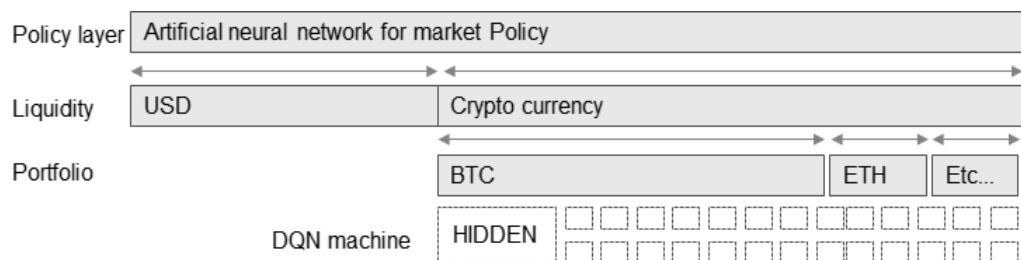 Policy layer Artificial neural network for market Policy
Liquidity USD Crypto currency
Portfolio BTC ETH Etc...
DQN machine HIDDEN